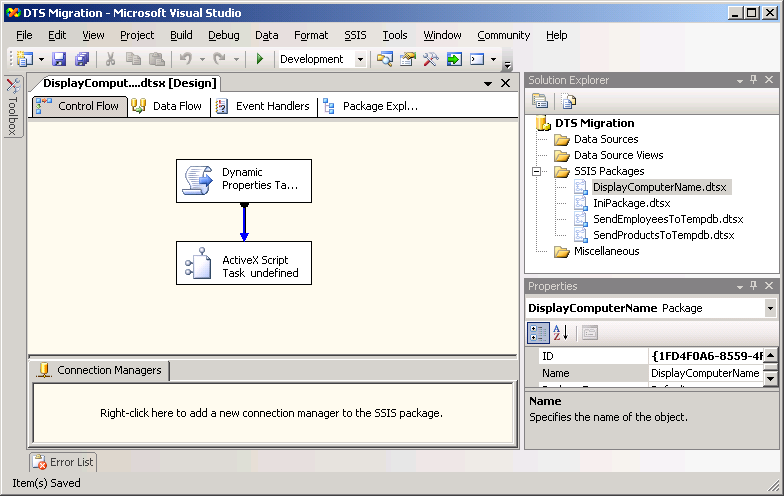 DTS Migration - Microsoft Visual Studio
File Edit View Project Build Debug Data Format SSIS Tools Window Community Help
Development
Toolbox
DisplayComput....dtsx [Design]
Control Flow Data Flow Event Handlers Package Expl...
Dynamic
Properties Ta...
ActiveX Script
Task undefined
Connection Managers
Right-click here to add a new connection manager to the SSIS package.
Solution Explorer
DTS Migration
Data Sources
Data Source Views
SSIS Packages
DisplayComputerName.dtsx
IniPackage.dtsx
SendEmployeesToTempdb.dtsx
SendProductsToTempdb.dtsx
Miscellaneous
Properties
DisplayComputerName Package
ID {1FD4F0A6-8559-4F
Name DisplayComputerName
Name
Specifies the name of the object.
Error List
Item(s) Saved